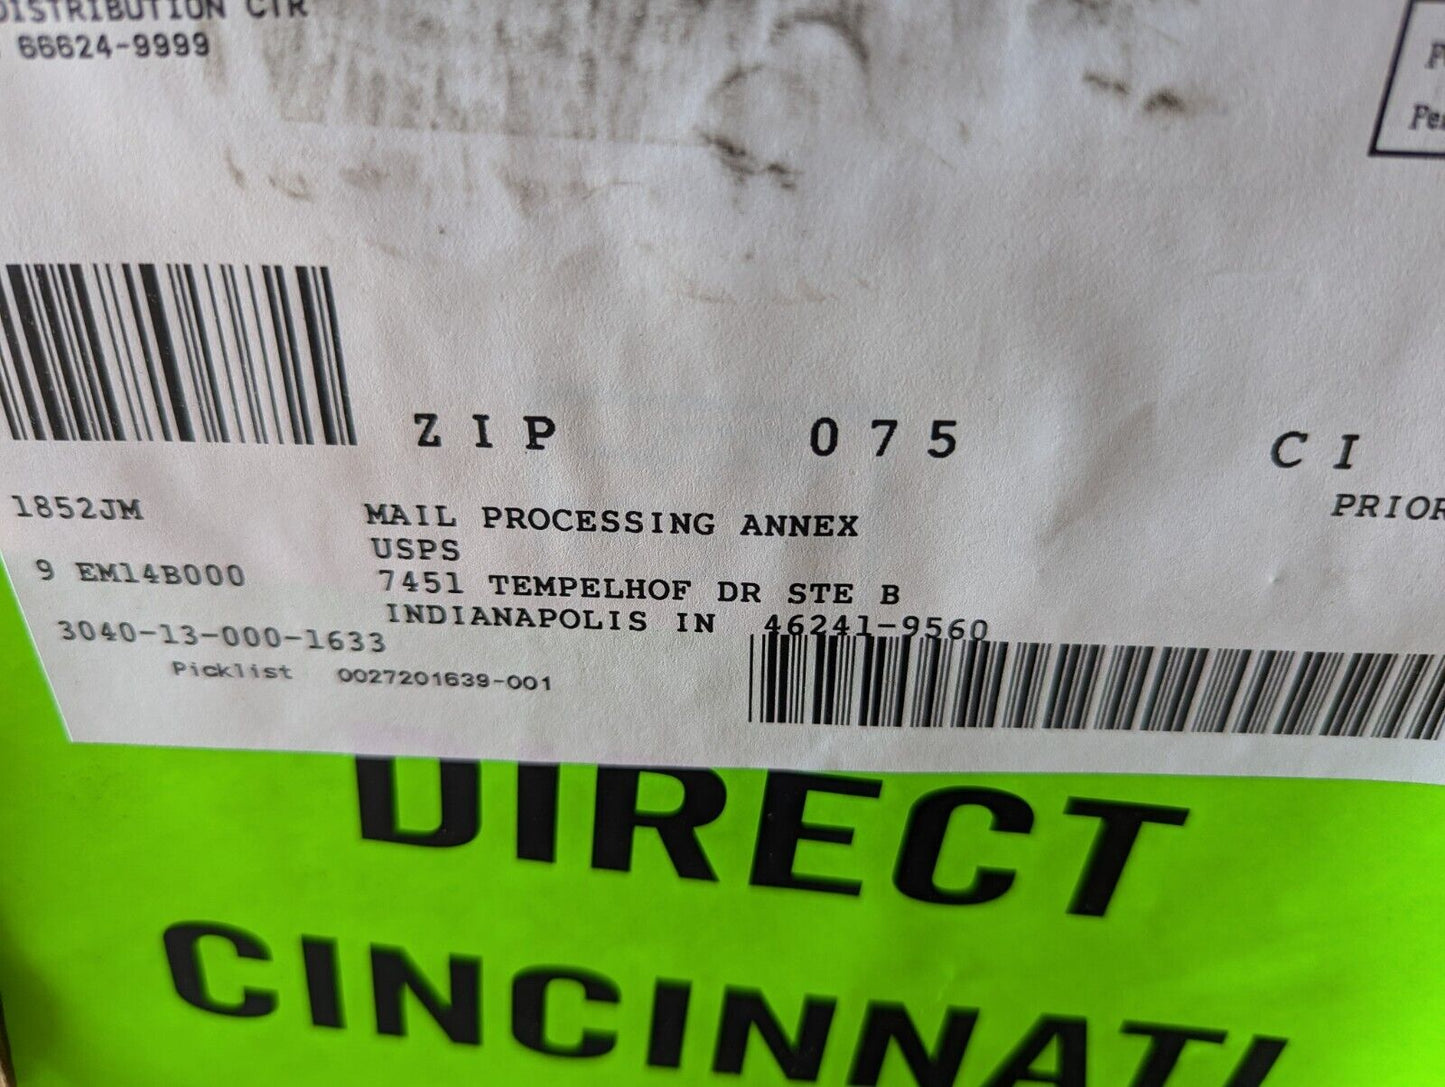 DISTRIBUTION CTR
66624-9999
ZIP 075 CI
PRIOR
1852JM
MAIL PROCESSING ANNEX
USPS
9 EM14B000
7451 TEMPELHOF DR STE B
INDIANAPOLIS IN 46241-9560
3040-13-000-1633
Picklist 0027201639-001
DIRECT
CINCINNATI